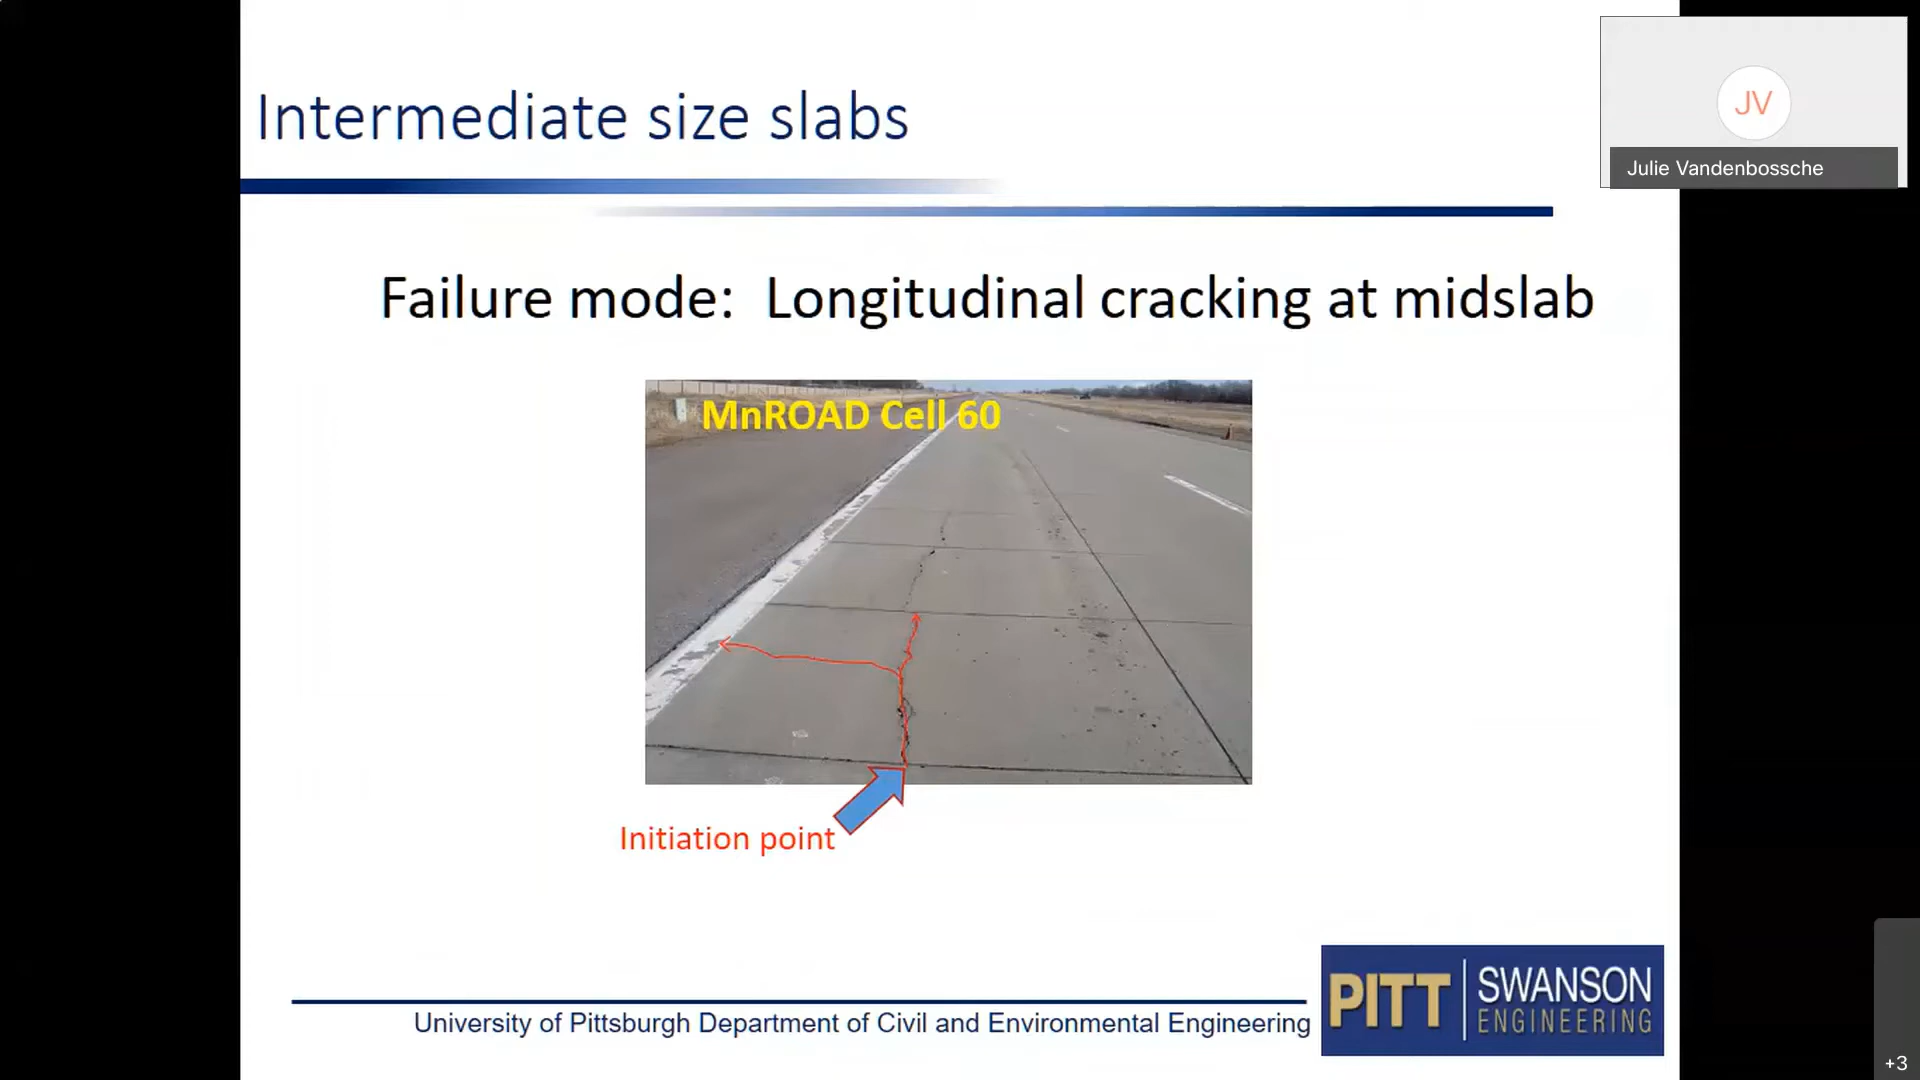 Intermediate size slabs
JV
Julie Vandenbossche
Failure mode: Longitudinal cracking at midslab
MnROAD Cell 60
Initiation point
University of Pittsburgh Department of Civil and Environmental Engineering
PITT
SWANSON
ENGINEERING
+3